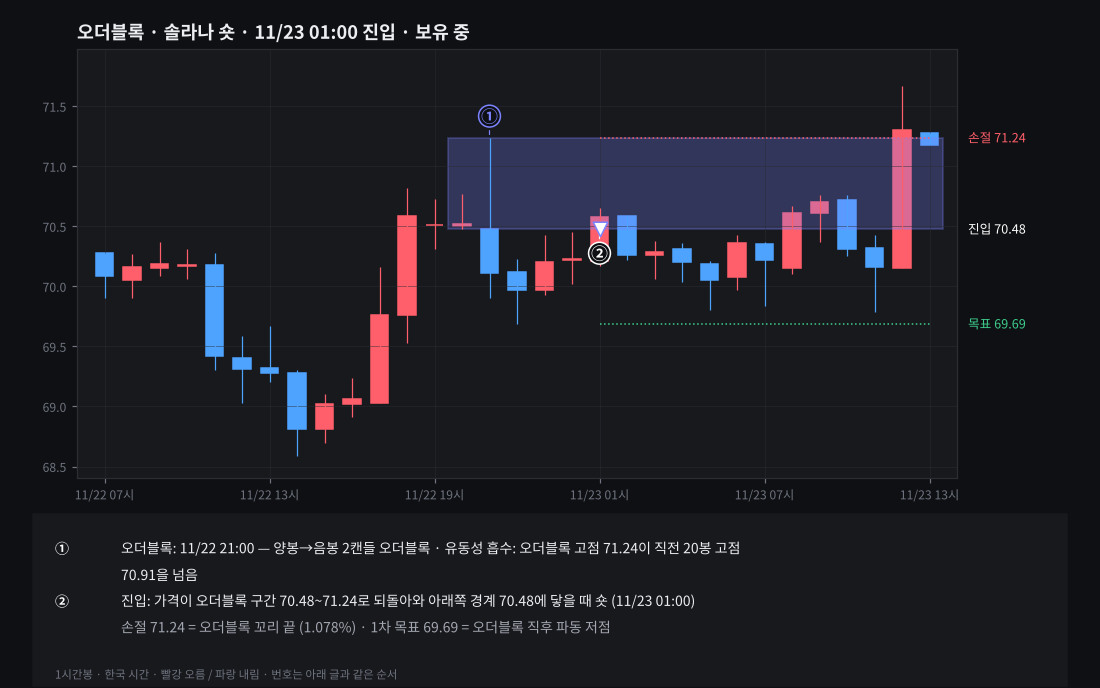 오더블록 · 솔라나 숏 · 11/23 01:00 진입 · 보유 중
71.5
71.0
70.5
70.0
69.5
69.0
68.5
①
②
손절 71.24
진입 70.48
목표 69.69
11/22 07시
11/22 13시
11/22 19시
11/23 01시
11/23 07시
11/23 13시
① 오더블록: 11/22 21:00 — 양봉→음봉 2캔들 오더블록 · 유동성 흡수: 오더블록 고점 71.24이 직전 20봉 고점
70.91을 넘음
② 진입: 가격이 오더블록 구간 70.48~71.24로 되돌아와 아래쪽 경계 70.48에 닿을 때 숏 (11/23 01:00)
손절 71.24 = 오더블록 꼬리 끝 (1.078%) · 1차 목표 69.69 = 오더블록 직후 파동 저점
1시간봉 · 한국 시간 · 빨강 오름 / 파랑 내림 · 번호는 아래 글과 같은 순서